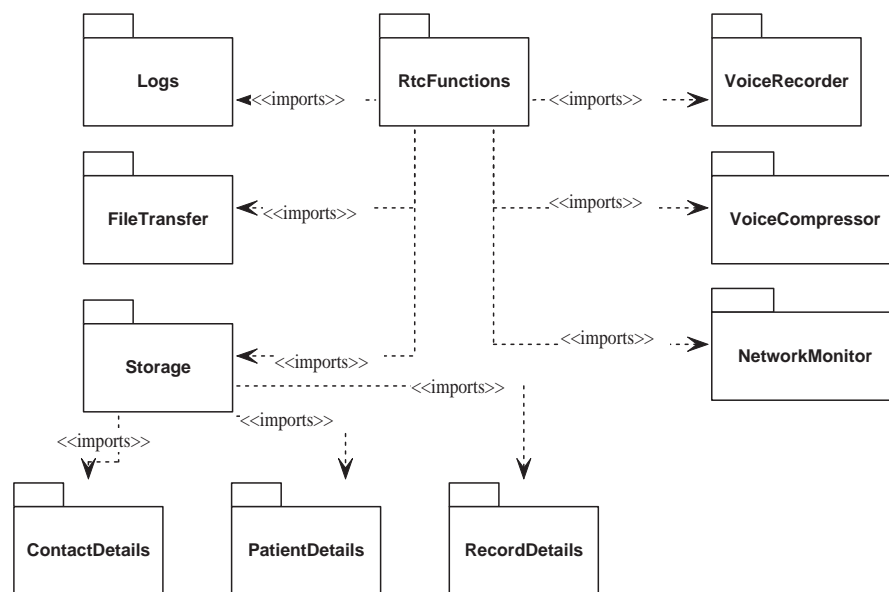 Logs
<<imports>>
RtcFunctions
<<imports>>
VoiceRecorder
FileTransfer
<<imports>>
<<imports>>
VoiceCompressor
Storage
<<imports>>
<<imports>>
NetworkMonitor
<<imports>>
<<imports>>
<<imports>>
ContactDetails
PatientDetails
RecordDetails